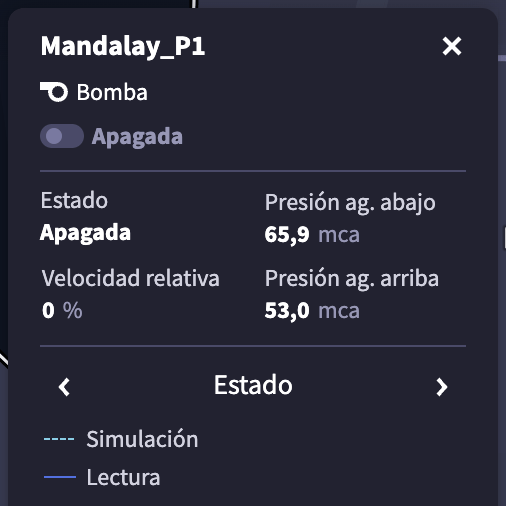 Mandalay_P1
Bomba
Apagada
Estado
Apagada
Presión ag. abajo
65,9 mca
Velocidad relativa
0 %
Presión ag. arriba
53,0 mca
Estado
Simulación
Lectura